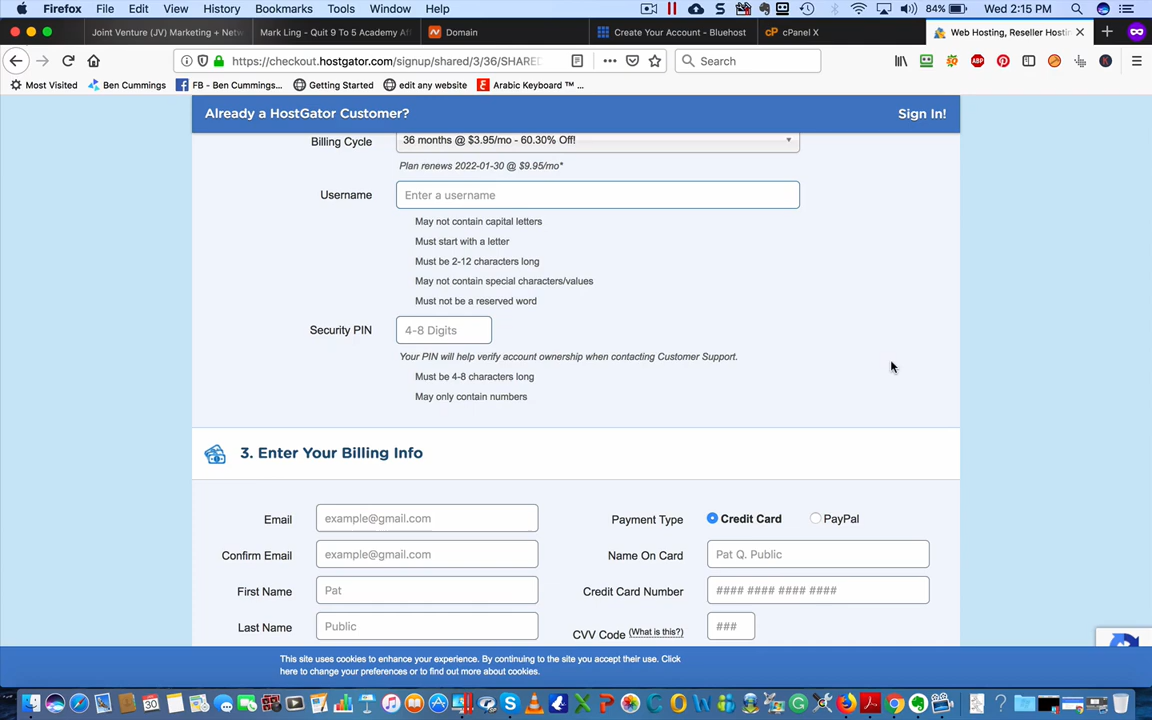 Firefox File Edit View History Bookmarks Tools Window Help 84% Wed 2:15 PM
Joint Venture (JV) Marketing + Netw Mark Ling - Quit 9 To 5 Academy Af Domain Create Your Account - Bluehost cPanel X Web Hosting, Reseller Hosti
https://checkout.hostgator.com/signup/shared/3/36/SHARED Search
Most Visited Ben Cummings FB - Ben Cummings... Getting Started edit any website Arabic Keyboard ™ ...
Already a HostGator Customer? Sign In!
Billing Cycle 36 months @ $3.95/mo - 60.30% Off!
Plan renews 2022-01-30 @ $9.95/mo*
Username Enter a username
May not contain capital letters
Must start with a letter
Must be 2-12 characters long
May not contain special characters/values
Must not be a reserved word
Security PIN 4-8 Digits
Your PIN will help verify account ownership when contacting Customer Support.
Must be 4-8 characters long
May only contain numbers
3. Enter Your Billing Info
Email example@gmail.com Payment Type Credit Card PayPal
Confirm Email example@gmail.com Name On Card Pat Q. Public
First Name Pat Credit Card Number #### #### #### ####
Last Name Public CVV Code (What is this?) ###
This site uses cookies to enhance your experience. By continuing to the site you accept their use. Click
here to change your preferences or to find out more about cookies.